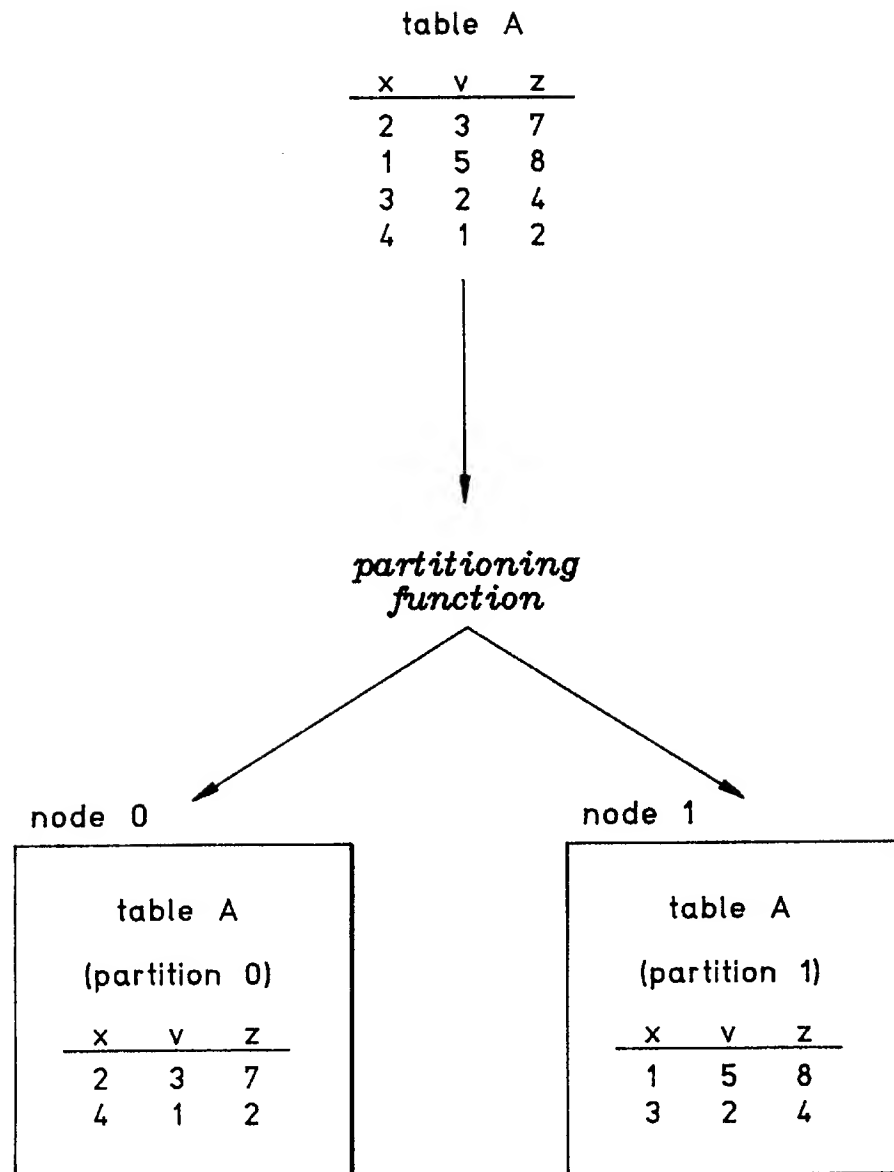 table A
x v z
2 3 7
1 5 8
3 2 4
4 1 2
partitioning
function
node 0
table A
(partition 0)
x v z
2 3 7
4 1 2
node 1
table A
(partition 1)
x v z
1 5 8
3 2 4